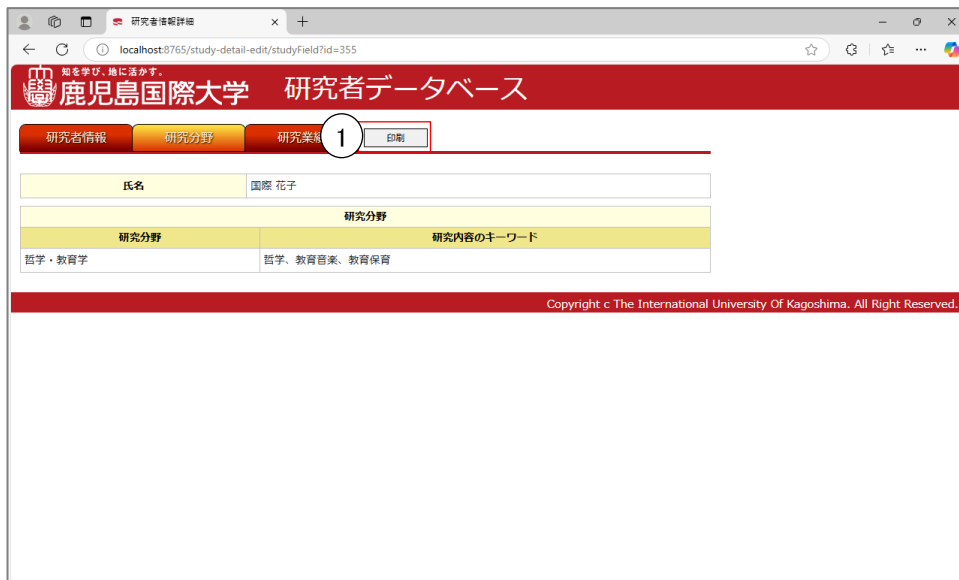 研究者情報詳細
localhost:8765/study-detail-edit/studyField?id=355
知を学び、地に活かす。
鹿児島国際大学 研究者データベース
研究者情報 研究分野 研究業 1 印刷
氏名 国際 花子
研究分野
研究分野 研究内容のキーワード
哲学・教育学 哲学、教育音楽、教育保育
Copyright c The International University Of Kagoshima. All Right Reserved.